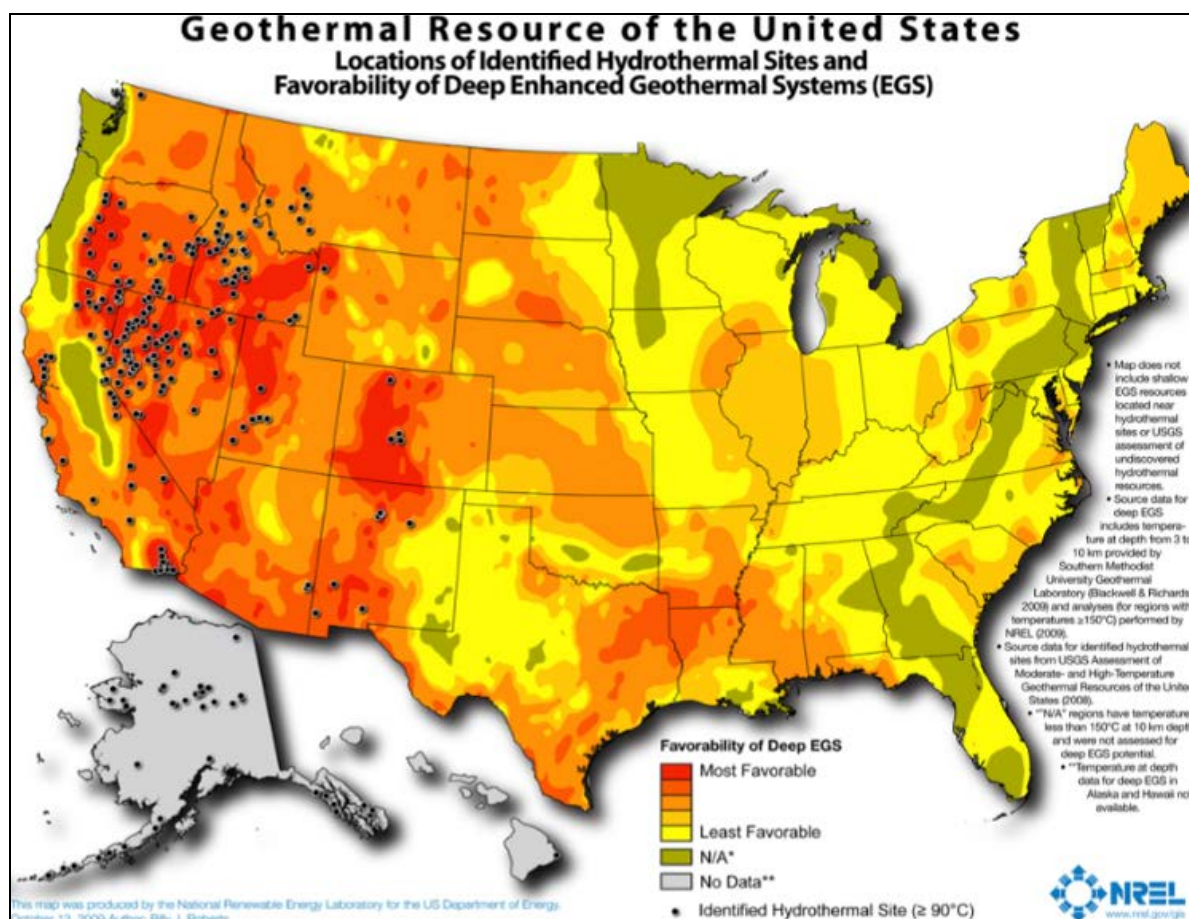 Geothermal Resource of the United States
Locations of Identified Hydrothermal Sites and
Favorability of Deep Enhanced Geothermal Systems (EGS)
• Map does not
include shallow
EGS resources
located near
hydrothermal
sites or USGS
assessment of
undiscovered
hydrothermal
resources.
• Source data for
deep EGS
includes tempera-
ture at depth from 3 to
10 km provided by
Southern Methodist
University Geothermal
Laboratory (Blackwell & Richards,
2009) and analyses (for regions with
temperatures ≥150°C) performed by
NREL (2009).
• Source data for identified hydrothermal
sites from USGS Assessment of
Moderate- and High-Temperature
Geothermal Resources of the United
States (2008).
• *"N/A" regions have temperatures
less than 150°C at 10 km depth
and were not assessed for
deep EGS potential.
• **Temperature at depth
data for deep EGS in
Alaska and Hawaii not
available.
Favorability of Deep EGS
Most Favorable
Least Favorable
N/A*
No Data**
Identified Hydrothermal Site (≥ 90°C)
This map was produced by the National Renewable Energy Laboratory for the US Department of Energy.
October 13, 2009 Author: Billy J. Roberts
NREL
www.nrel.gov/gis